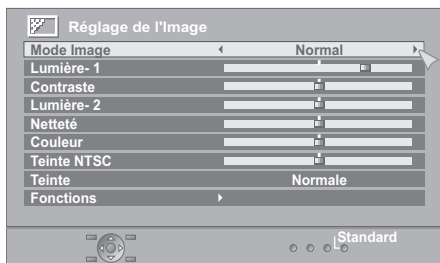 Réglage de l'Image
Mode Image Normal
Lumière- 1
Contraste
Lumière- 2
Netteté
Couleur
Teinte NTSC
Teinte Normale
Fonctions
Standard